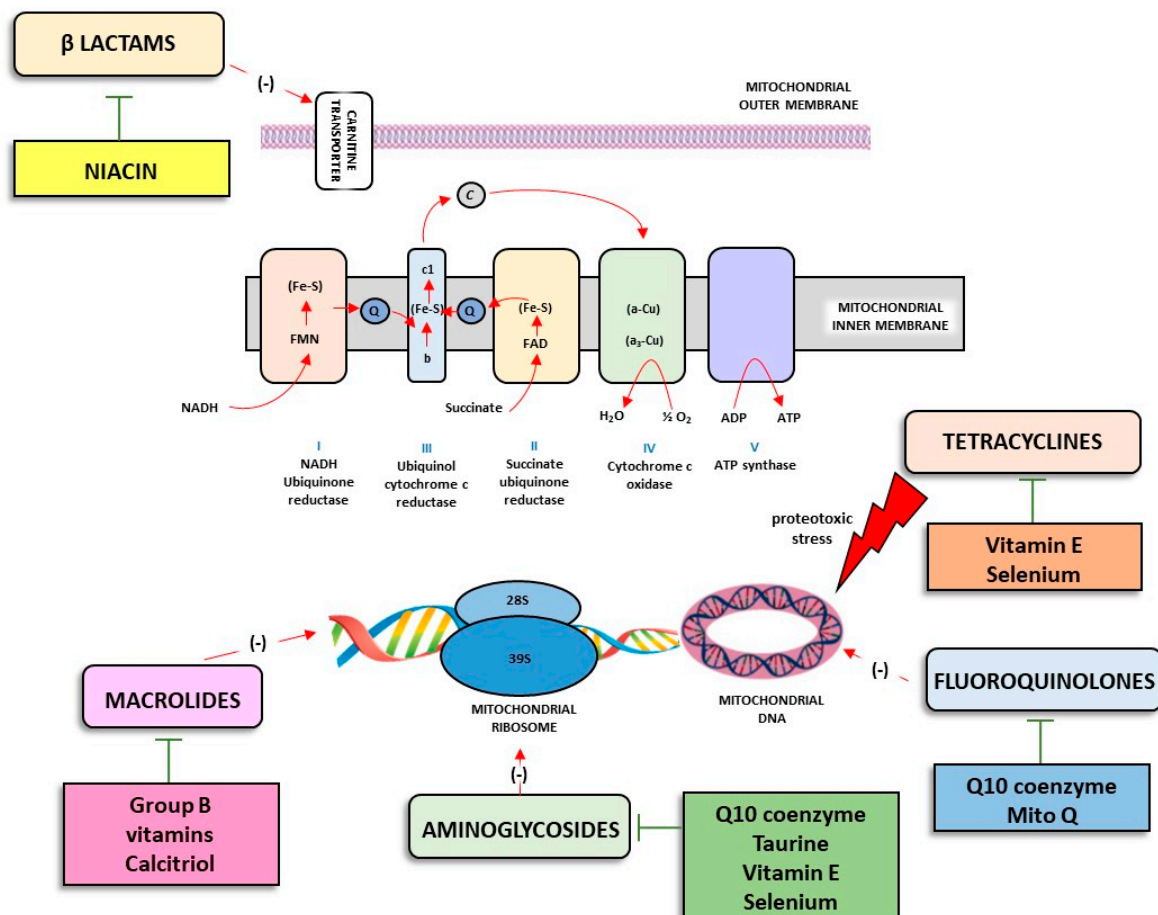 β LACTAMS
(-)
NIACIN
CARNITINE
TRANSPORTER
MITOCHONDRIAL
OUTER MEMBRANE
C
(Fe-S)
FMN
NADH
Q
c1
(Fe-S)
b
Q
(Fe-S)
FAD
Succinate
(a-Cu)
(a₃-Cu)
H₂O
½ O₂
ADP
ATP
MITOCHONDRIAL
INNER MEMBRANE
I
NADH
Ubiquinone
reductase
III
Ubiquinol
cytochrome c
reductase
II
Succinate
ubiquinone
reductase
IV
Cytochrome c
oxidase
V
ATP synthase
TETRACYCLINES
proteotoxic
stress
Vitamin E
Selenium
28S
39S
MITOCHONDRIAL
RIBOSOME
MITOCHONDRIAL
DNA
(-)
MACROLIDES
Group B
vitamins
Calcitriol
(-)
AMINOGLYCOSIDES
Q10 coenzyme
Taurine
Vitamin E
Selenium
(-)
FLUOROQUINOLONES
Q10 coenzyme
Mito Q